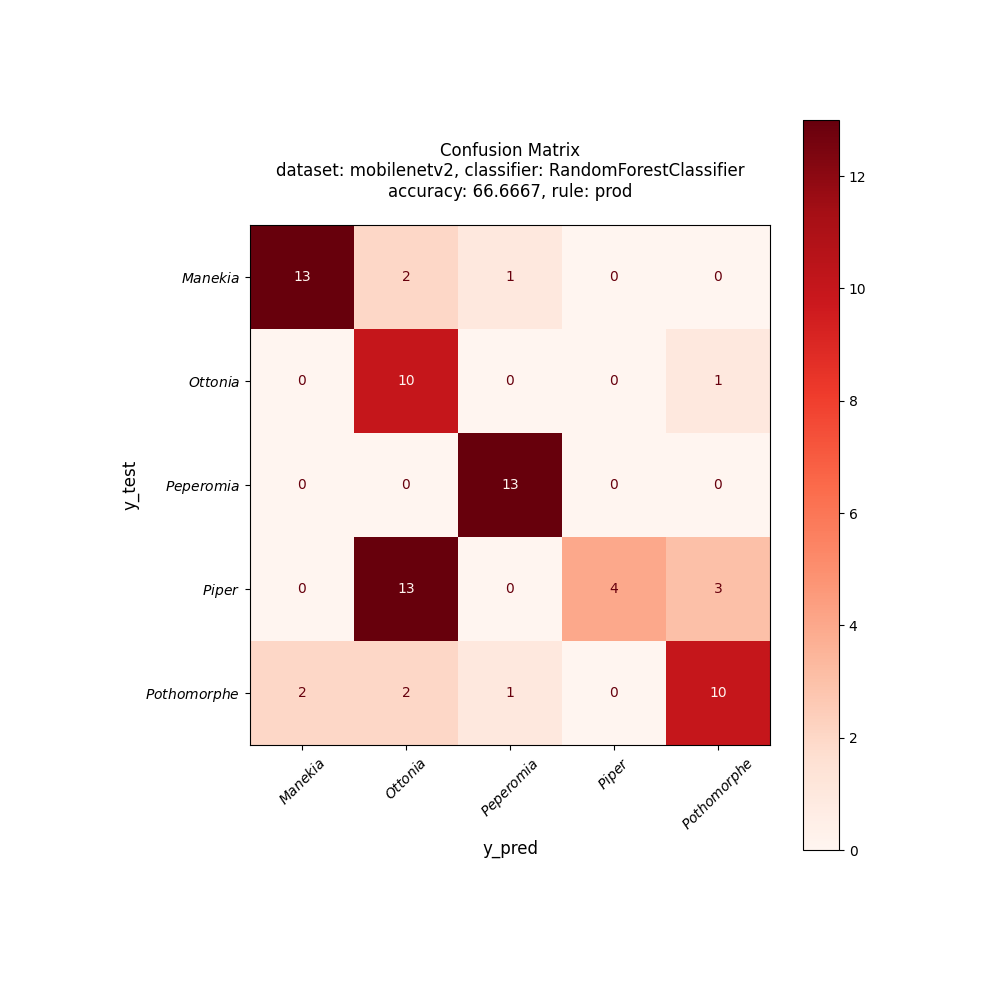 Confusion Matrix
dataset: mobilenetv2, classifier: RandomForestClassifier
accuracy: 66.6667, rule: prod
Manekia 13 2 1 0 0
Ottonia 0 10 0 0 1
Peperomia 0 0 13 0 0
Piper 0 13 0 4 3
Pothomorphe 2 2 1 0 10
y_test
Manekia Ottonia Peperomia Piper Pothomorphe
y_pred
12
10
8
6
4
2
0